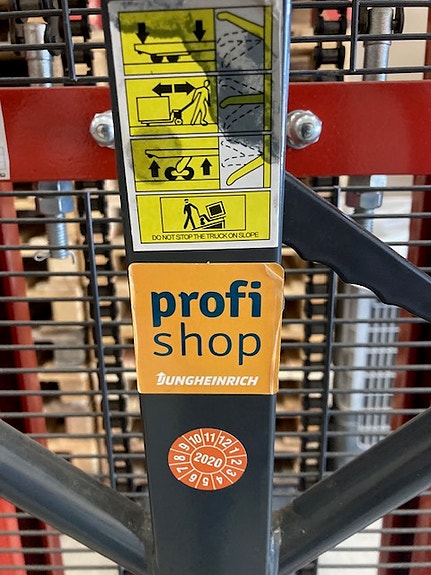 DO NOT STOP THE TRUCK ON SLOPE
profi
shop
JUNGHEINRICH
1 2 3 4 5 6 7 8 9 10 11 12
2020